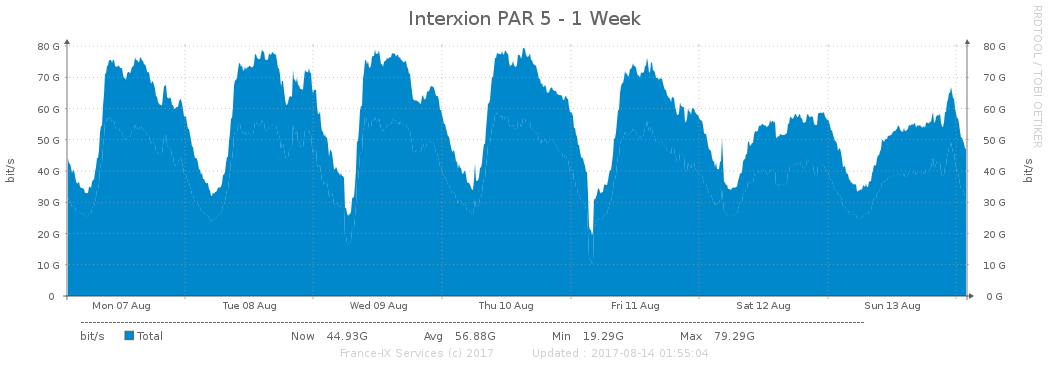 Interxion PAR 5 - 1 Week
RRDTOOL / TOBI OETIKER
bit/s
bit/s
80 G 80 G
70 G 70 G
60 G 60 G
50 G 50 G
40 G 40 G
30 G 30 G
20 G 20 G
10 G 10 G
0 0 G
Mon 07 Aug Tue 08 Aug Wed 09 Aug Thu 10 Aug Fri 11 Aug Sat 12 Aug Sun 13 Aug
bit/s Total Now 44.93G Avg 56.88G Min 19.29G Max 79.29G
France-IX Services (c) 2017 Updated : 2017-08-14 01:55:04